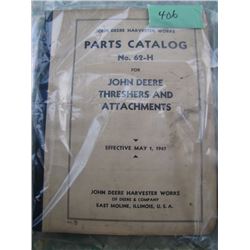 406
JOHN DEERE HARVESTER WORKS
PARTS CATALOG
No. 62-H
FOR
JOHN DEERE
THRESHERS AND
ATTACHMENTS
EFFECTIVE MAY 1, 1947
JOHN DEERE HARVESTER WORKS
OF DEERE & COMPANY
EAST MOLINE, ILLINOIS, U. S. A.